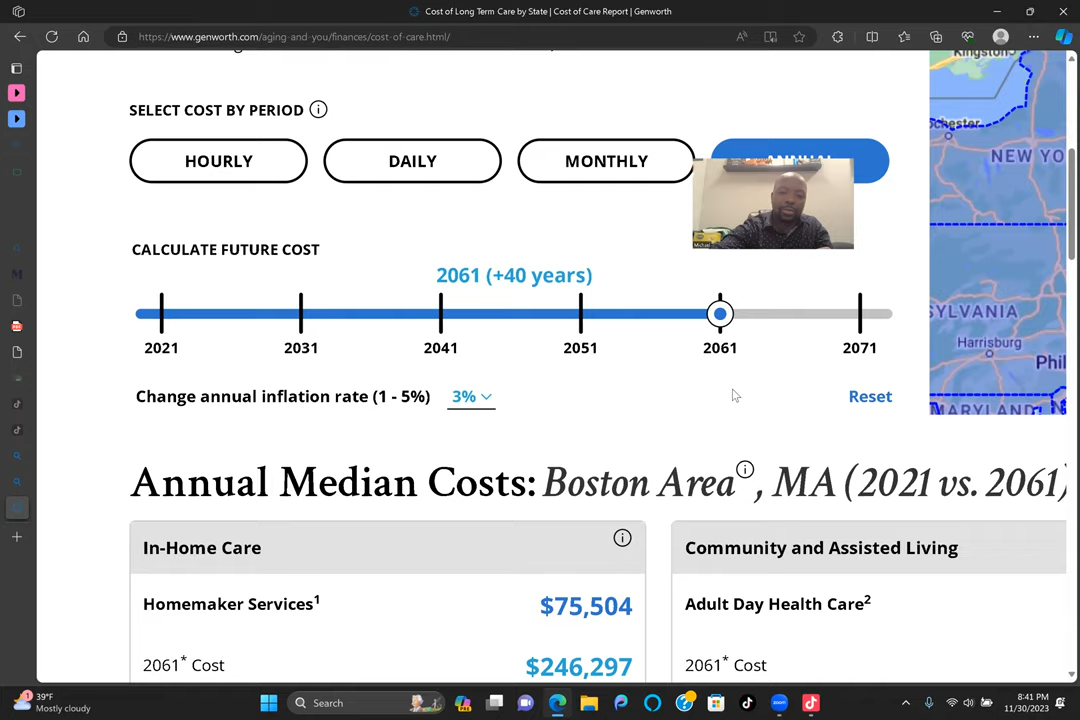 Cost of Long Term Care by State | Cost of Care Report | Genworth
https://www.genworth.com/aging-and-you/finances/cost-of-care.html/
SELECT COST BY PERIOD
HOURLY DAILY MONTHLY
Michael
CALCULATE FUTURE COST
2061 (+40 years)
2021 2031 2041 2051 2061 2071
Change annual inflation rate (1 - 5%) 3% Reset
Kingston
NEW YO
SYLVANIA
Harrisburg
Phil
MARYLAND
Annual Median Costs: Boston Area, MA (2021 vs. 2061)
In-Home Care
Homemaker Services1 $75,504
2061* Cost $246,297
Community and Assisted Living
Adult Day Health Care2
2061* Cost
39°F
Mostly cloudy
Search
8:41 PM
11/30/2023